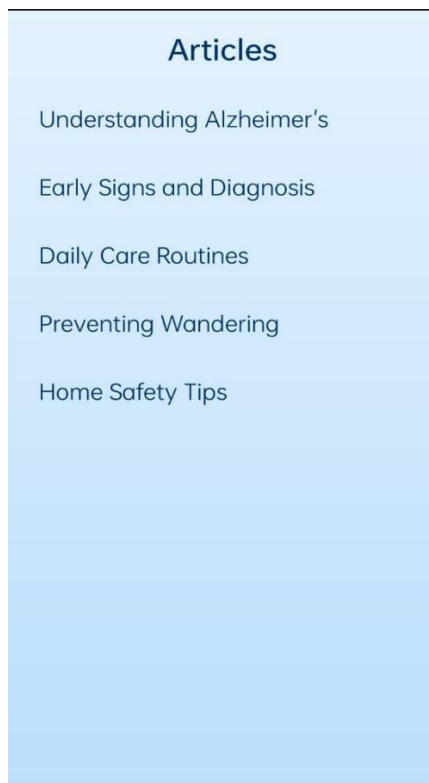 Articles
Understanding Alzheimer's
Early Signs and Diagnosis
Daily Care Routines
Preventing Wandering
Home Safety Tips